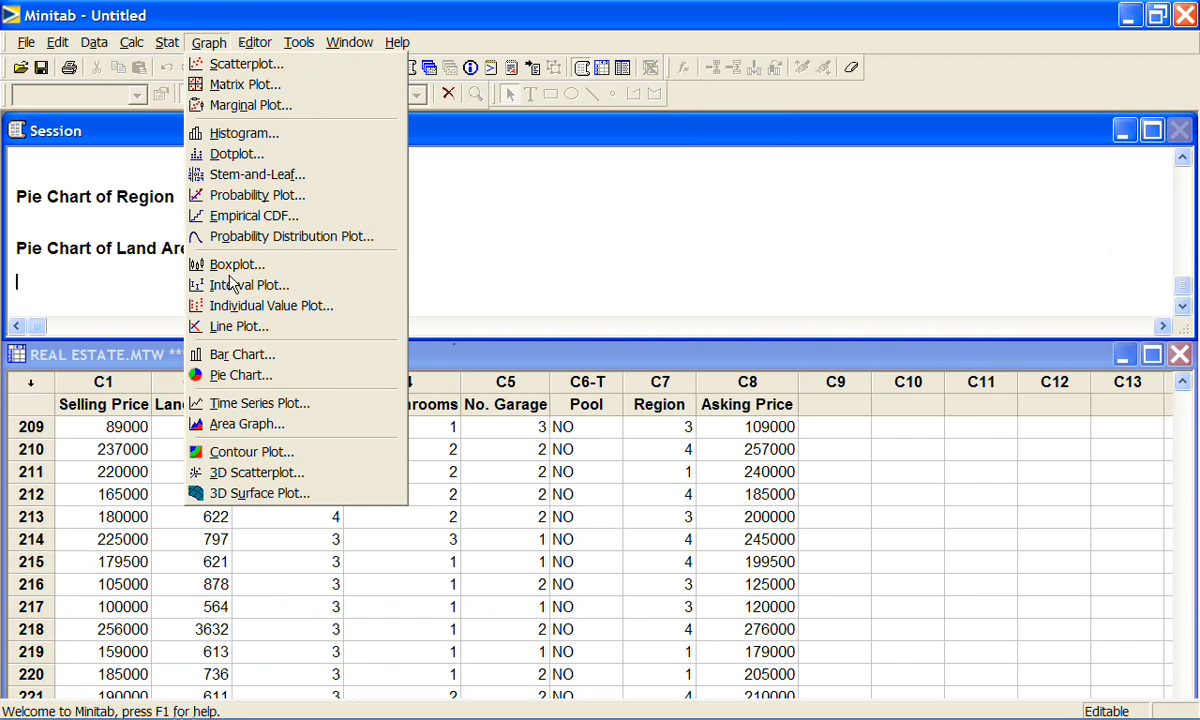 Minitab - Untitled
File Edit Data Calc Stat Graph Editor Tools Window Help
Scatterplot...
Matrix Plot...
Marginal Plot...
Histogram...
Dotplot...
Stem-and-Leaf...
Probability Plot...
Empirical CDF...
Probability Distribution Plot...
Boxplot...
Interval Plot...
Individual Value Plot...
Line Plot...
Bar Chart...
Pie Chart...
Time Series Plot...
Area Graph...
Contour Plot...
3D Scatterplot...
3D Surface Plot...
Session
Pie Chart of Region
Pie Chart of Land Are
REAL ESTATE.MTW **
C1 4 C5 C6-T C7 C8 C9 C10 C11 C12 C13
Selling Price Lan rooms No. Garage Pool Region Asking Price
209 89000 1 3 NO 3 109000
210 237000 2 2 NO 4 257000
211 220000 2 2 NO 1 240000
212 165000 2 2 NO 4 185000
213 180000 622 4 2 2 NO 3 200000
214 225000 797 3 3 1 NO 4 245000
215 179500 621 3 1 1 NO 4 199500
216 105000 878 3 1 2 NO 3 125000
217 100000 564 3 1 1 NO 3 120000
218 256000 3632 3 1 2 NO 4 276000
219 159000 613 3 1 1 NO 1 179000
220 185000 736 3 1 2 NO 1 205000
221 190000 611 3 2 2 NO 4 210000
Welcome to Minitab, press F1 for help.
Editable